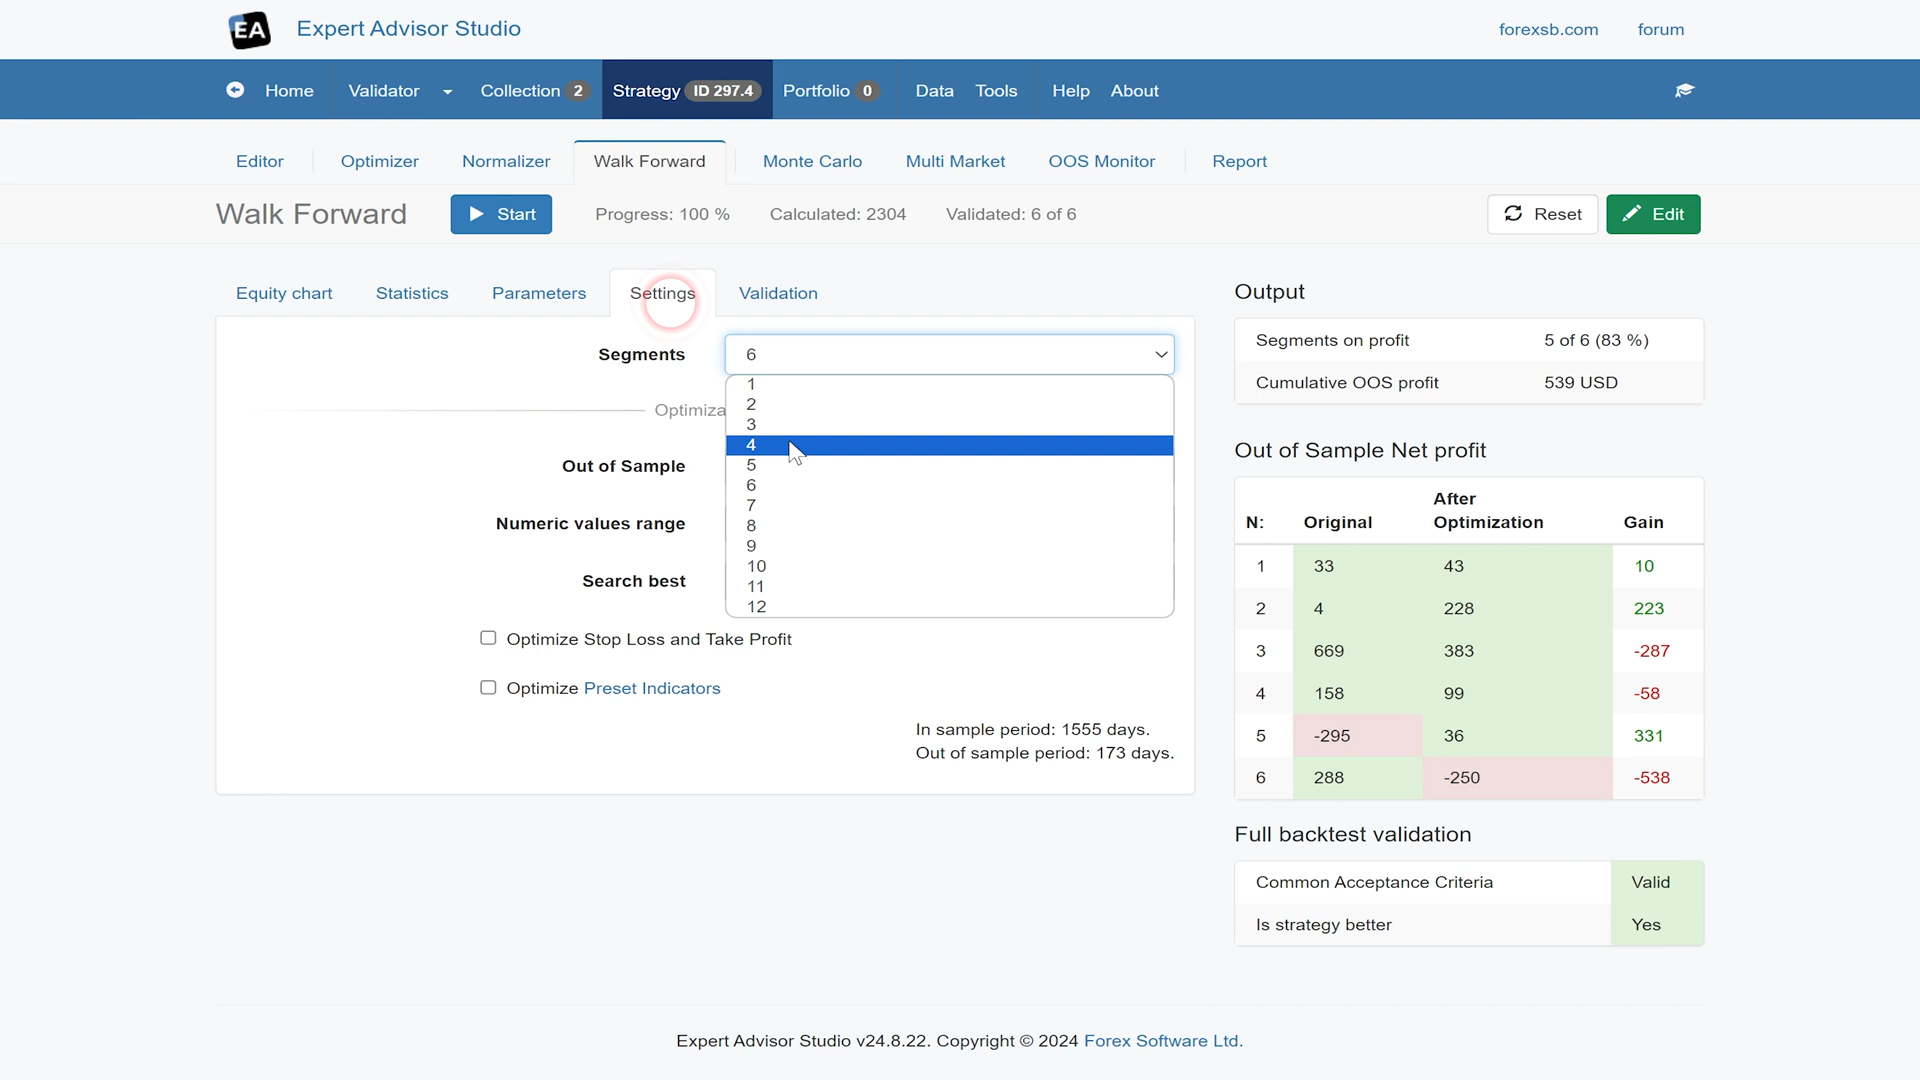 EA Expert Advisor Studio forexsb.com forum
Home Validator Collection 2 Strategy ID 297.4 Portfolio 0 Data Tools Help About
Editor Optimizer Normalizer Walk Forward Monte Carlo Multi Market OOS Monitor Report
Walk Forward Start Progress: 100 % Calculated: 2304 Validated: 6 of 6 Reset Edit
Equity chart Statistics Parameters Settings Validation
Segments 6
1
2
3
4
5
6
7
8
9
10
11
12
Optimiza
Out of Sample
Numeric values range
Search best
Optimize Stop Loss and Take Profit
Optimize Preset Indicators
In sample period: 1555 days.
Out of sample period: 173 days.
Output
Segments on profit 5 of 6 (83 %)
Cumulative OOS profit 539 USD
Out of Sample Net profit
After
N: Original Optimization Gain
1 33 43 10
2 4 228 223
3 669 383 -287
4 158 99 -58
5 -295 36 331
6 288 -250 -538
Full backtest validation
Common Acceptance Criteria Valid
Is strategy better Yes
Expert Advisor Studio v24.8.22. Copyright © 2024 Forex Software Ltd.